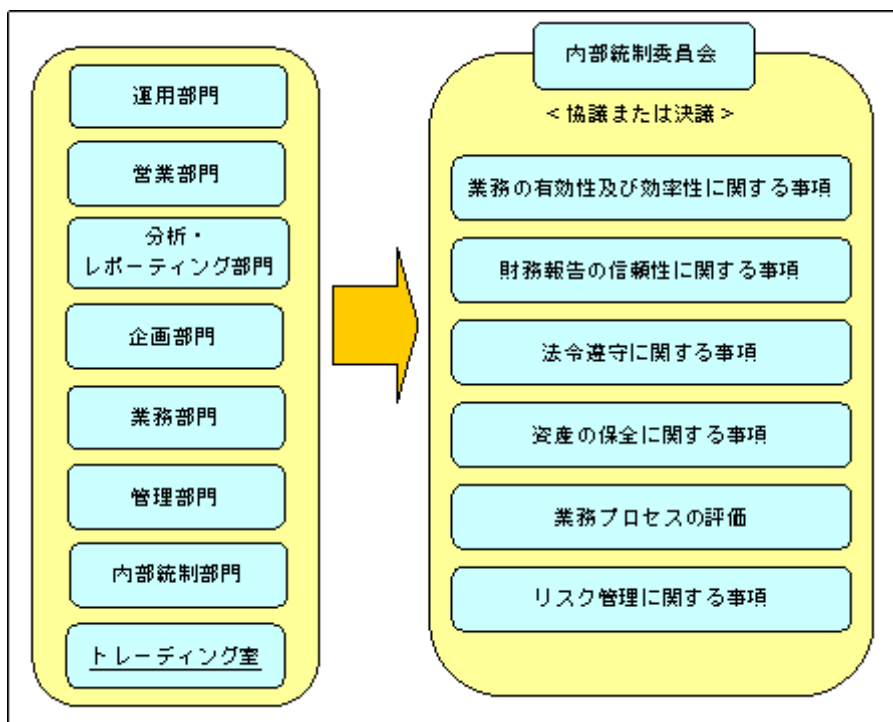 運用部門
営業部門
分析・
レポーティング部門
企画部門
業務部門
管理部門
内部統制部門
トレーディング室
内部統制委員会
<協議または決議>
業務の有効性及び効率性に関する事項
財務報告の信頼性に関する事項
法令遵守に関する事項
資産の保全に関する事項
業務プロセスの評価
リスク管理に関する事項